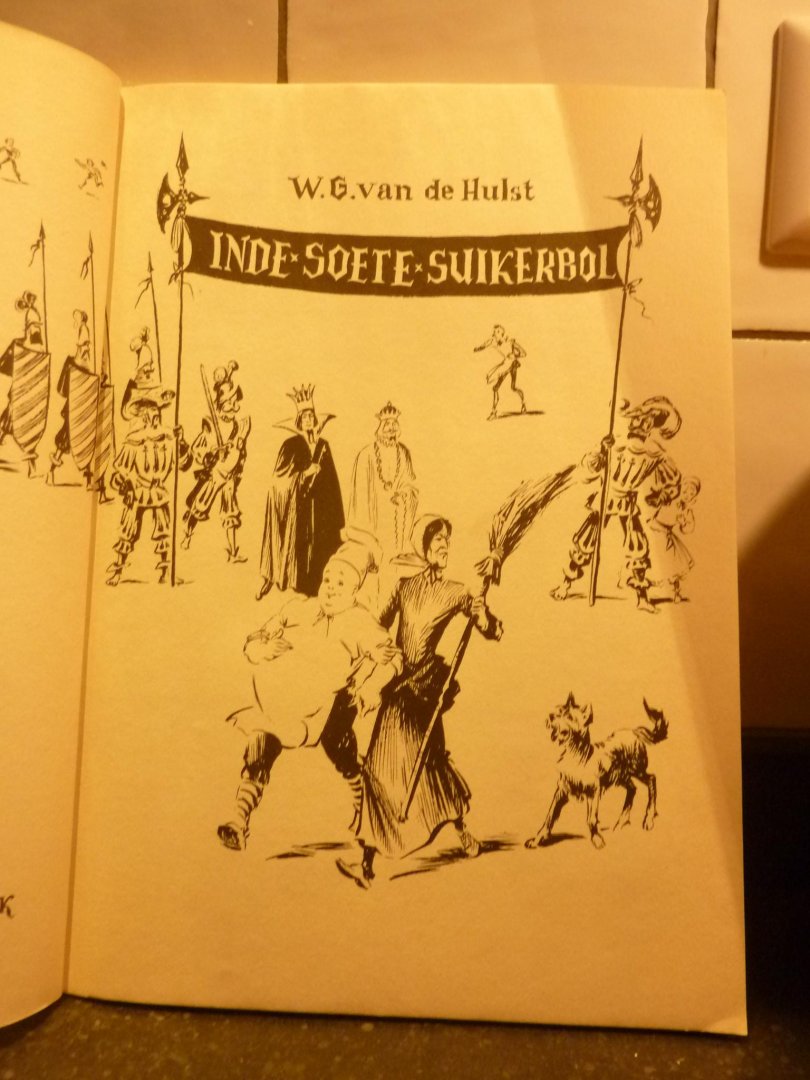 W.G. van de Hulst
INDE * SOETE * SUIKERBOL
K